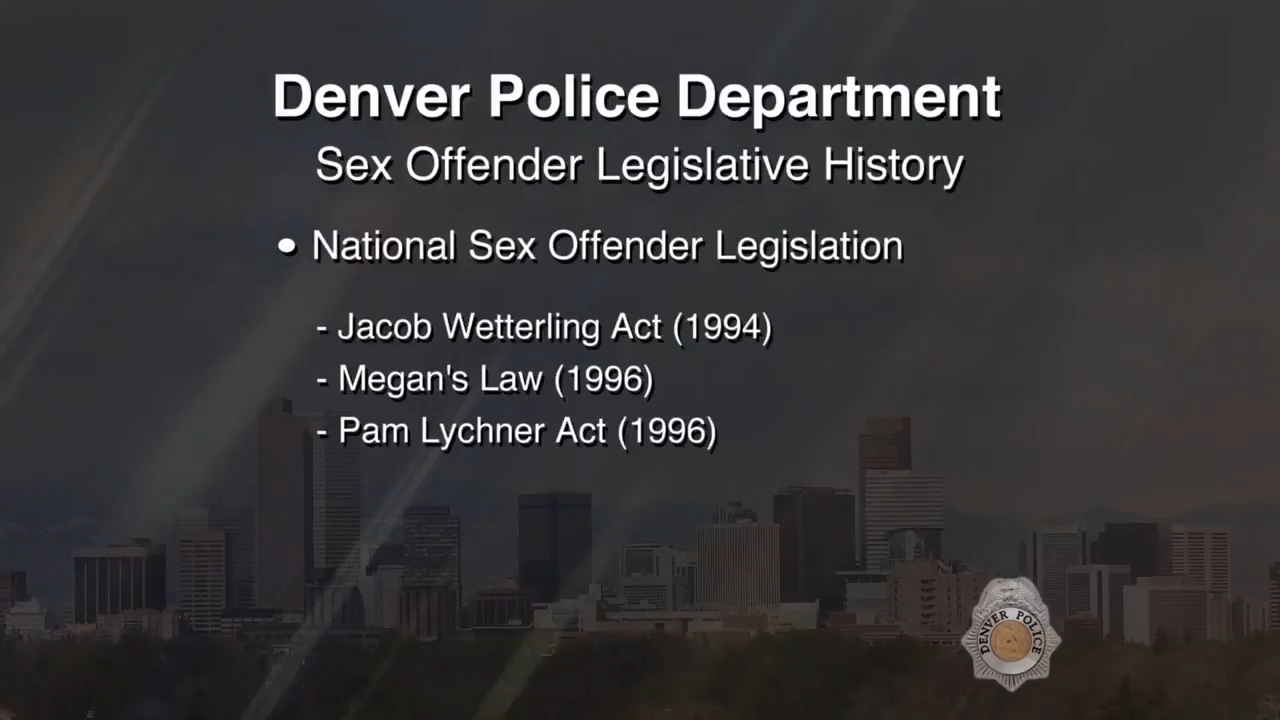 Denver Police Department
Sex Offender Legislative History
• National Sex Offender Legislation
- Jacob Wetterling Act (1994)
- Megan's Law (1996)
- Pam Lychner Act (1996)
DENVER POLICE